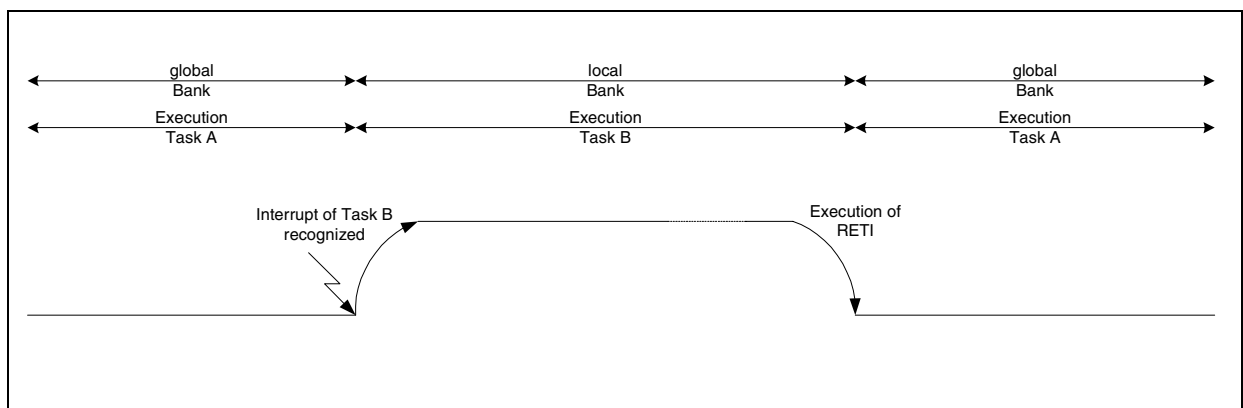 global
Bank
local
Bank
global
Bank
Execution
Task A
Execution
Task B
Execution
Task A
Interrupt of Task B
recognized
Execution of
RETI